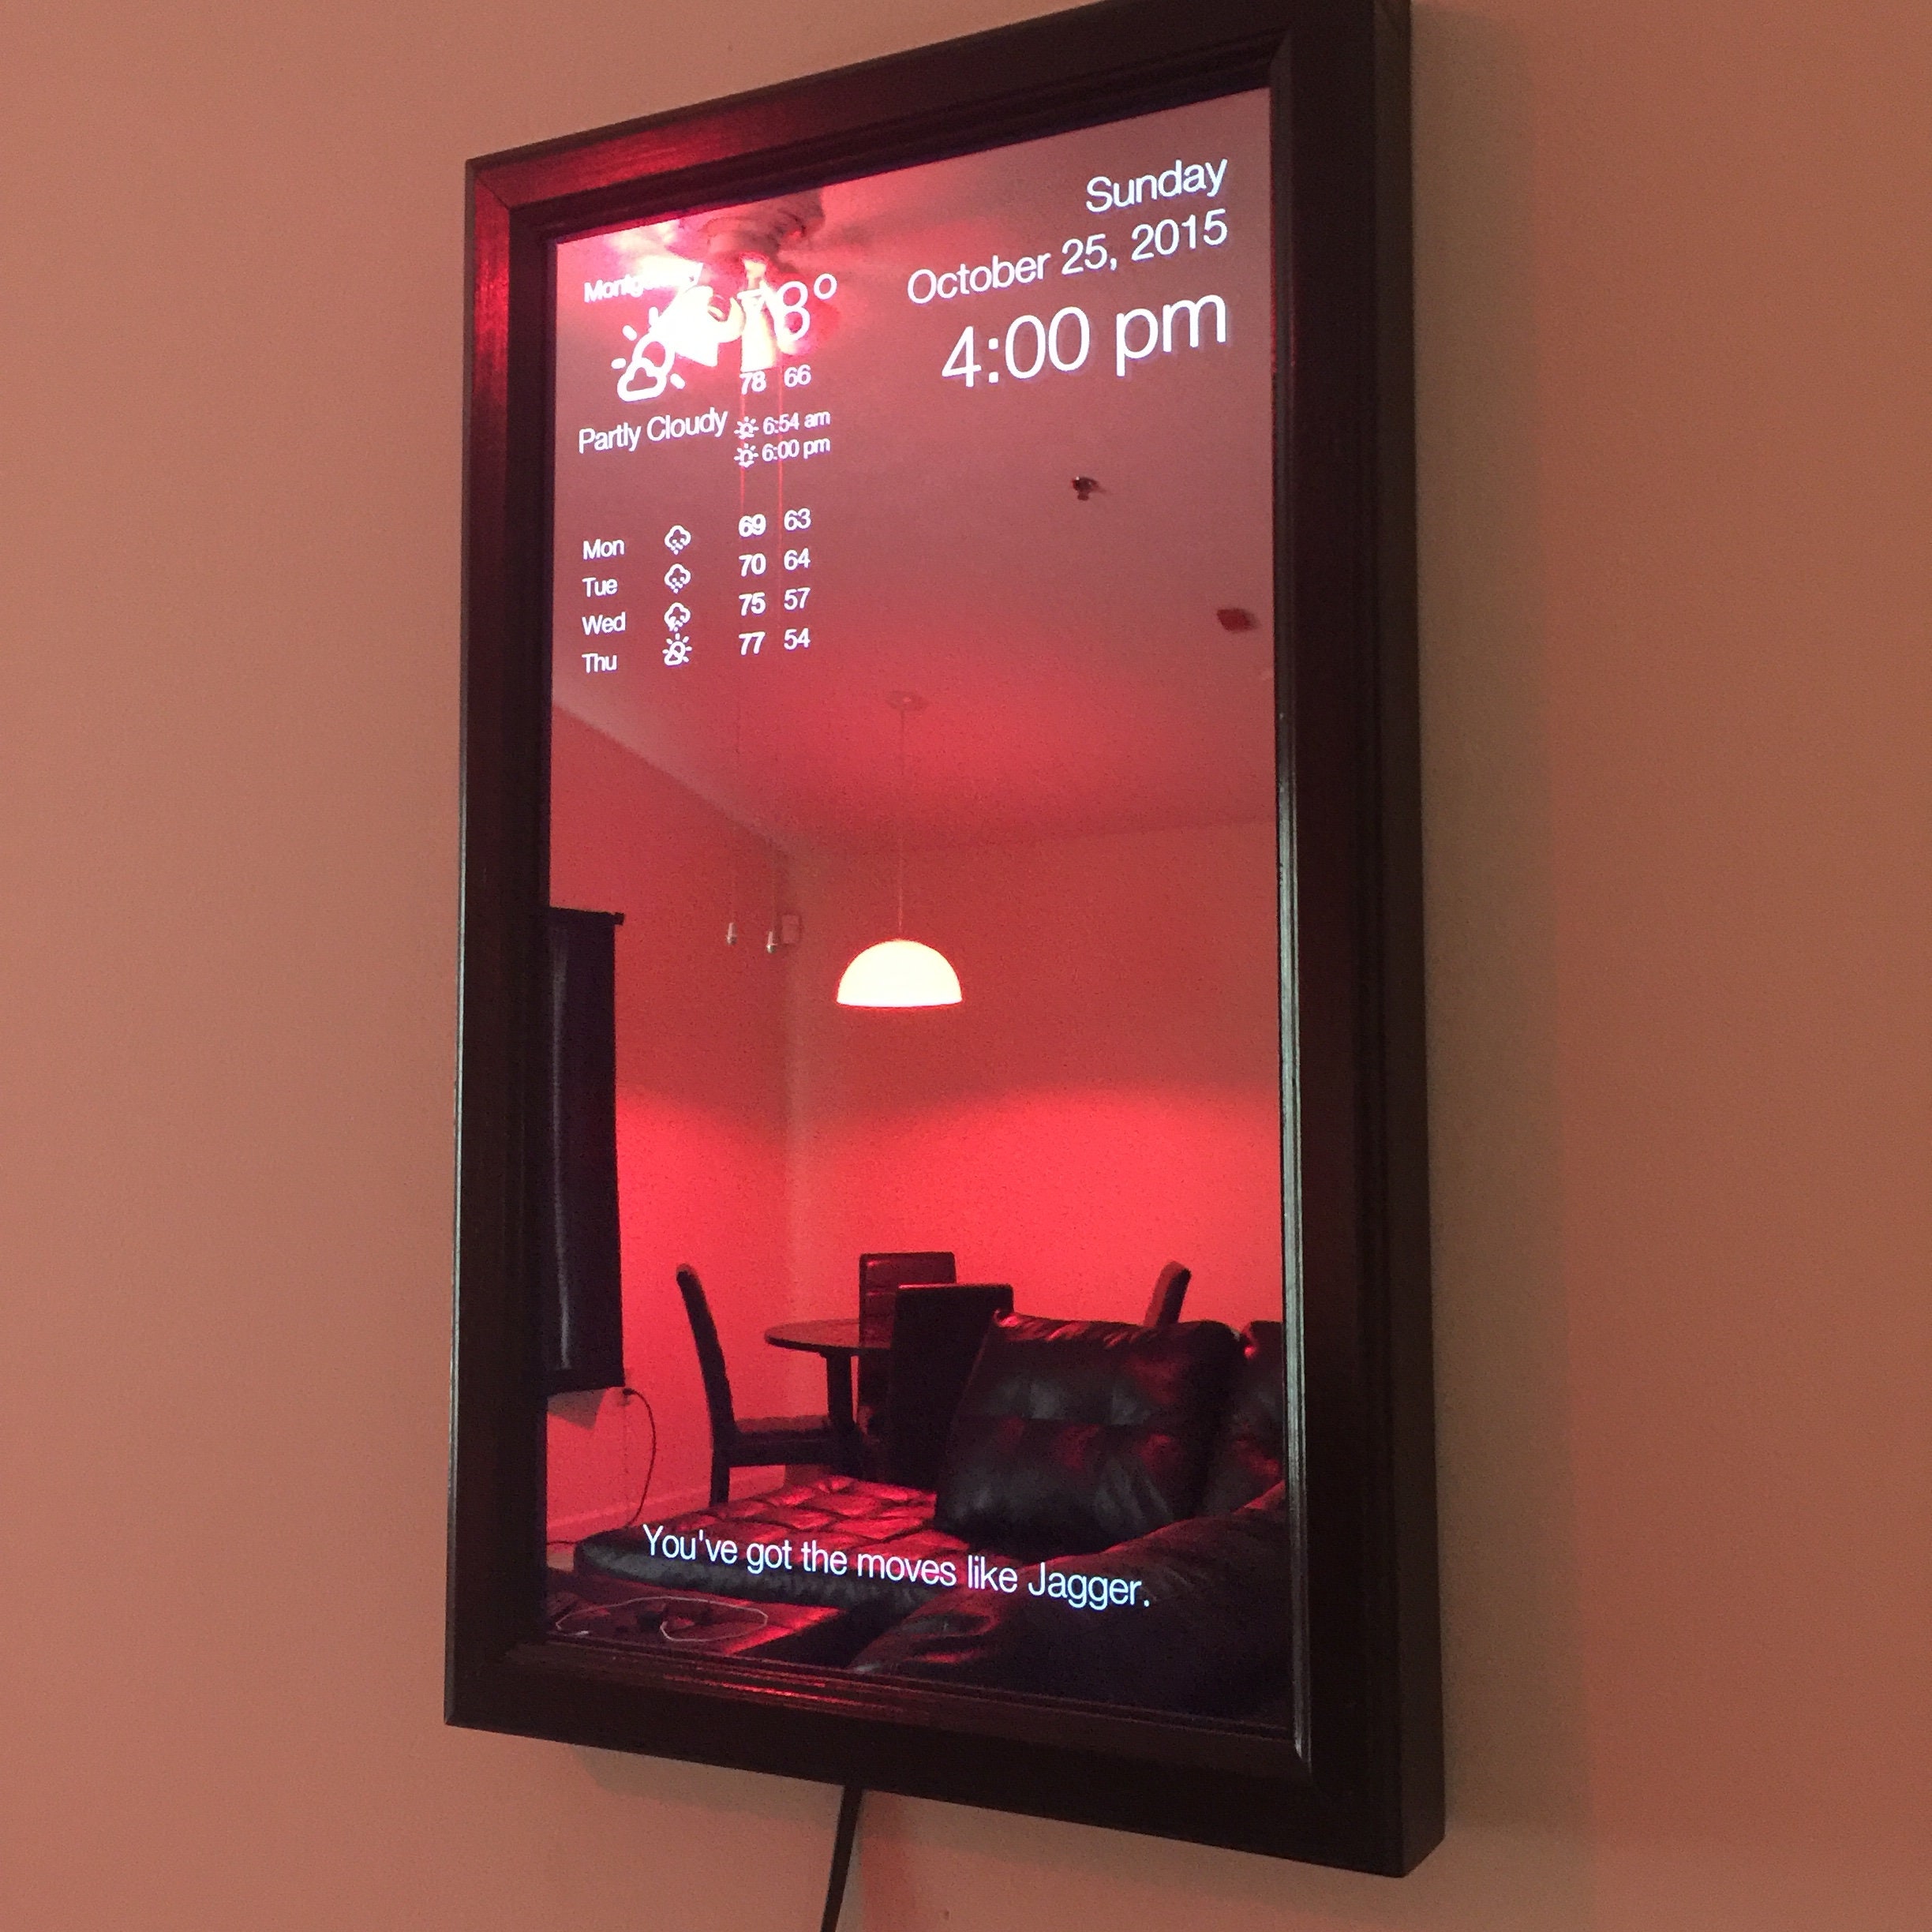 Sunday
October 25, 2015
4:00 pm
78°
78 66
Partly Cloudy
6:54 am
6:00 pm
Mon 69 63
Tue 70 64
Wed 75 57
Thu 77 54
You've got the moves like Jagger.